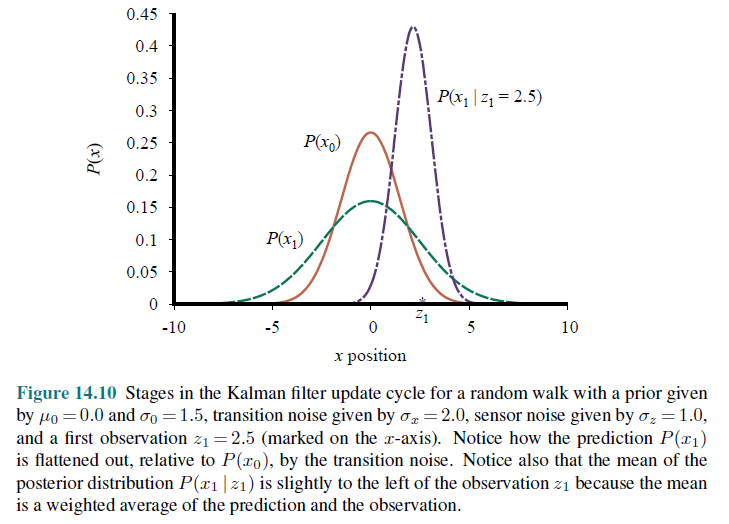 0.45
0.4
0.35
0.3
0.25
0.2
0.15
0.1
0.05
0
P(x)
P(x₀)
P(x₁)
P(x₁ | z₁ = 2.5)
-10
-5
0
z₁
5
10
x position
Figure 14.10 Stages in the Kalman filter update cycle for a random walk with a prior given
by μ₀ = 0.0 and σ₀ = 1.5, transition noise given by σₓ = 2.0, sensor noise given by σ_z = 1.0,
and a first observation z₁ = 2.5 (marked on the x-axis). Notice how the prediction P(x₁)
is flattened out, relative to P(x₀), by the transition noise. Notice also that the mean of the
posterior distribution P(x₁ | z₁) is slightly to the left of the observation z₁ because the mean
is a weighted average of the prediction and the observation.